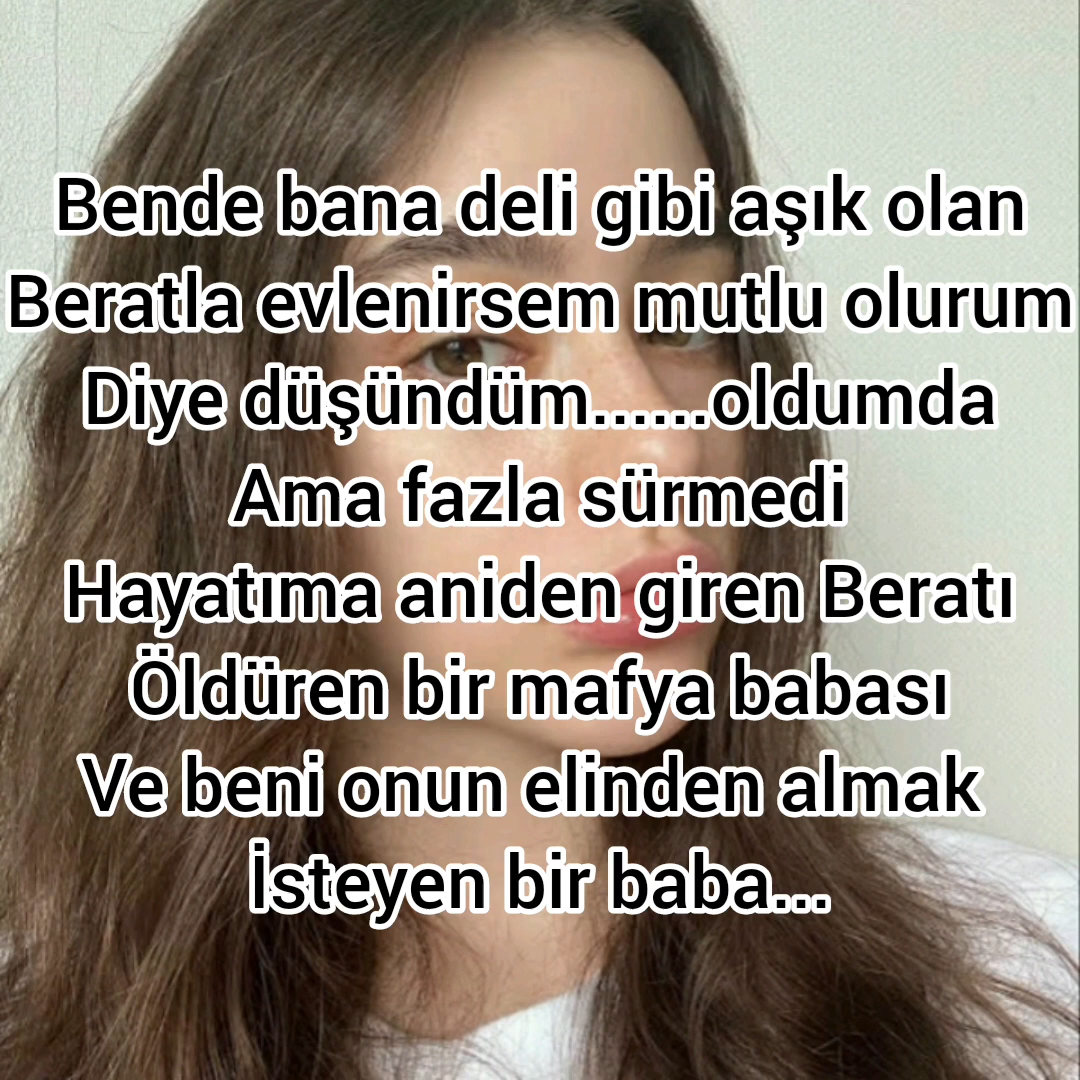 Bende bana deli gibi aşık olan
Beratla evlenirsem mutlu olurum
Diye düşündüm......oldumda
Ama fazla sürmedi
Hayatıma aniden giren Beratı
Öldüren bir mafya babası
Ve beni onun elinden almak
İsteyen bir baba...